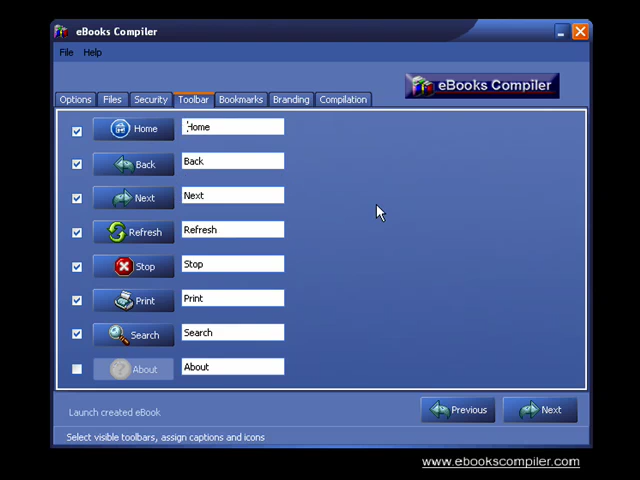 eBooks Compiler
File Help
eBooks Compiler
Options Files Security Toolbar Bookmarks Branding Compilation
Home Home
Back Back
Next Next
Refresh Refresh
Stop Stop
Print Print
Search Search
About About
Launch created eBook Previous Next
Select visible toolbars, assign captions and icons
www.ebookscompiler.com